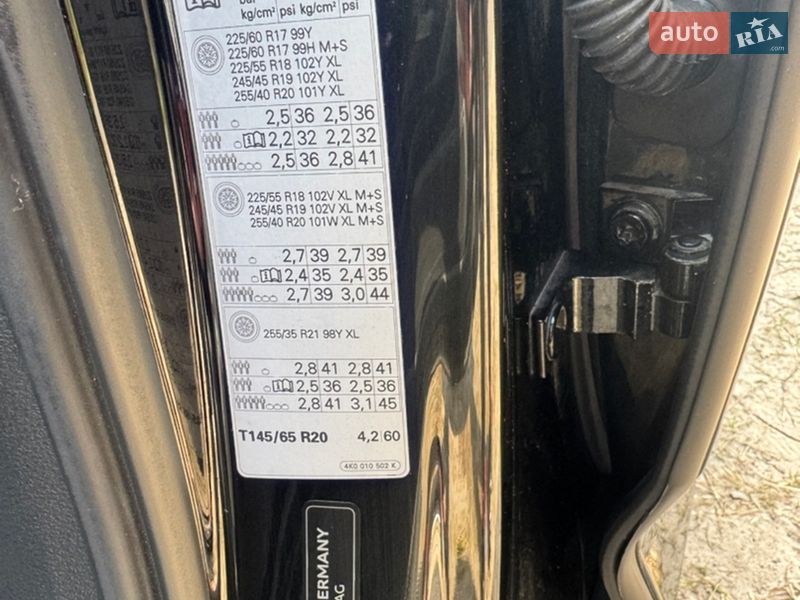 kg/cm² psi kg/cm² psi
225/60 R17 99Y
225/60 R17 99H M+S
225/55 R18 102Y XL
245/45 R19 102Y XL
255/40 R20 101Y XL
2,5 36 2,5 36
2,2 32 2,2 32
2,5 36 2,8 41
225/55 R18 102V XL M+S
245/45 R19 102V XL M+S
255/40 R20 101W XL M+S
2,7 39 2,7 39
2,4 35 2,4 35
2,7 39 3,0 44
255/35 R21 98Y XL
2,8 41 2,8 41
2,5 36 2,5 36
2,8 41 3,1 45
T145/65 R20 4,2 60
4K0 010 502 K
ERMANY
AG
auto RIA
.com